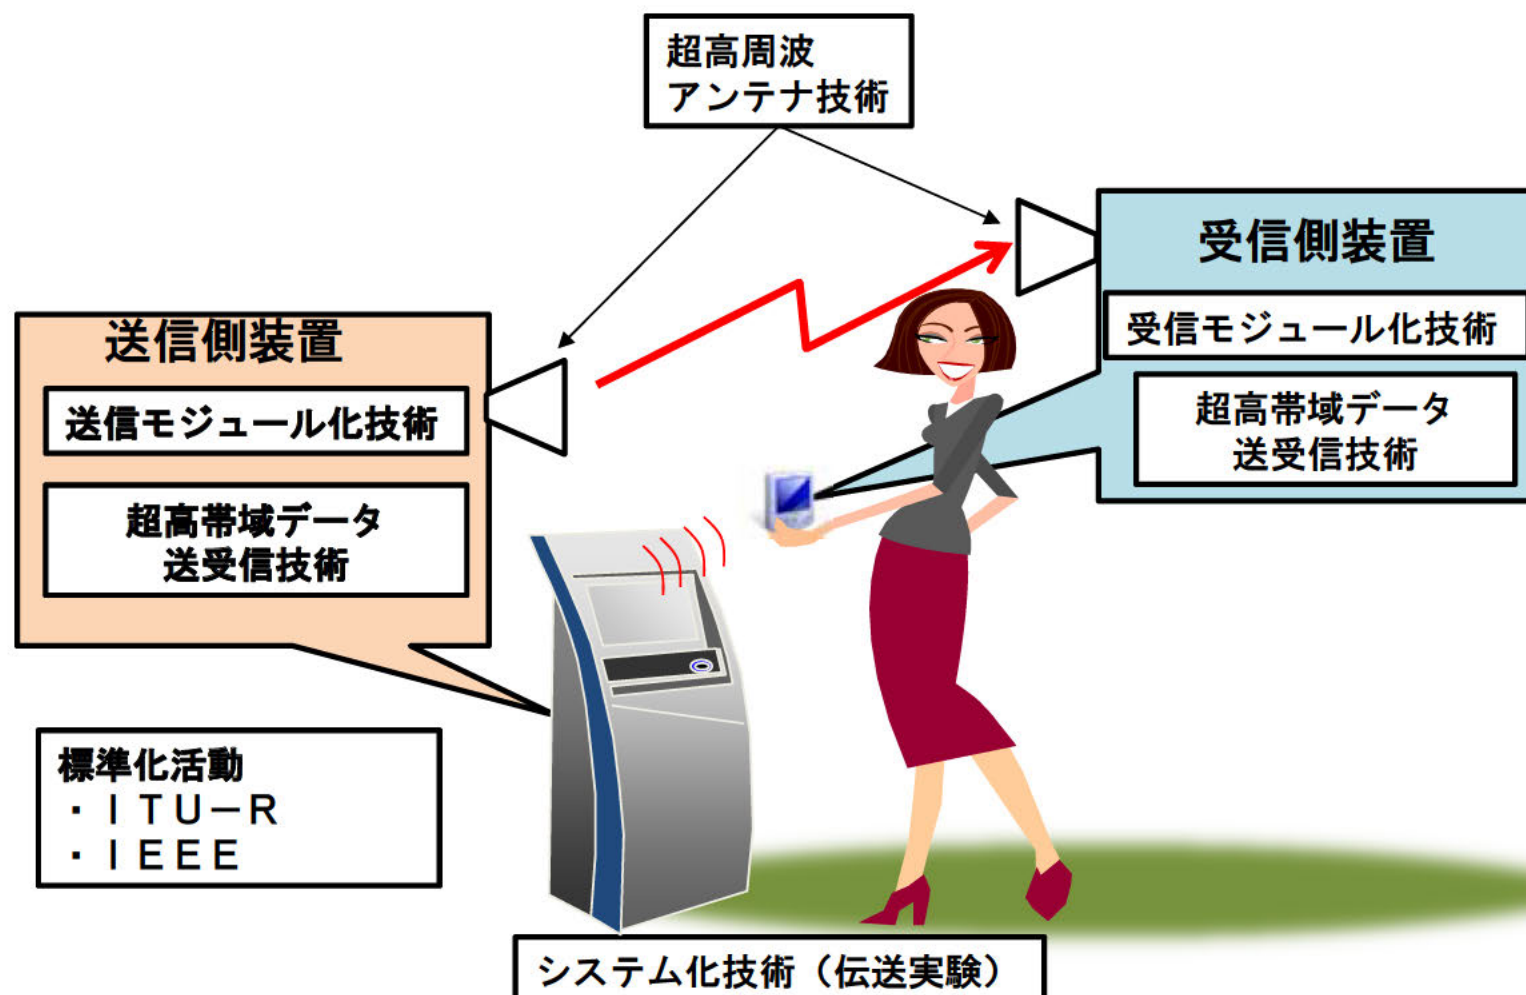 超高周波
アンテナ技術
受信側装置
受信モジュール化技術
超高帯域データ
送受信技術
送信側装置
送信モジュール化技術
超高帯域データ
送受信技術
標準化活動
・ＩＴＵ－Ｒ
・ＩＥＥＥ
システム化技術（伝送実験）